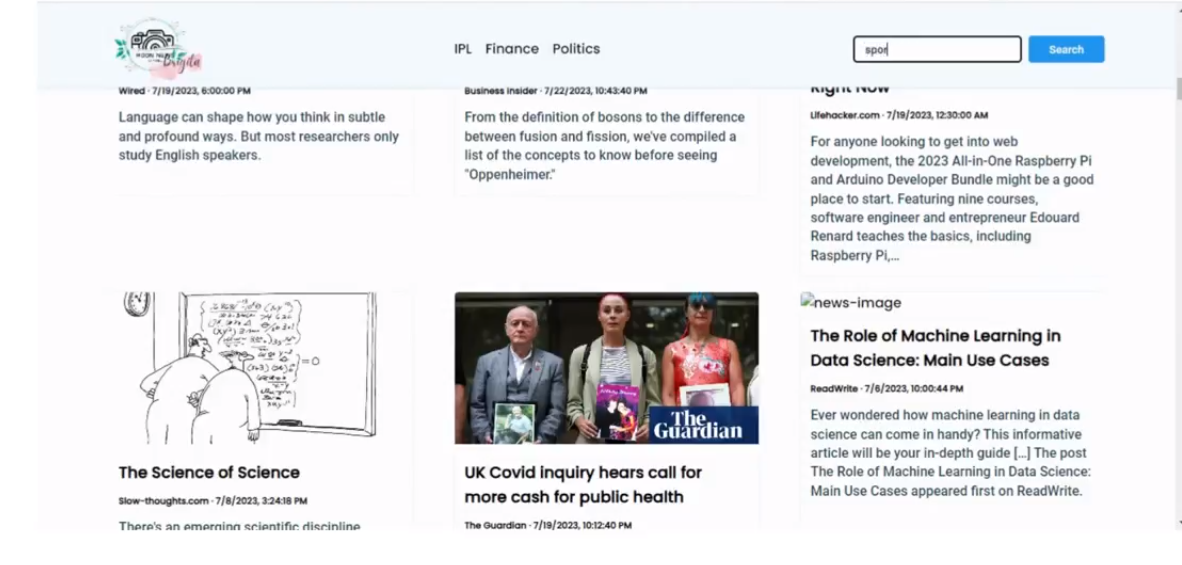 IPL Finance Politics
spor
Search
Wired · 7/19/2023, 6:00:00 PM
Language can shape how you think in subtle
and profound ways. But most researchers only
study English speakers.
Business Insider · 7/22/2023, 10:43:40 PM
From the definition of bosons to the difference
between fusion and fission, we've compiled a
list of the concepts to know before seeing
"Oppenheimer."
Right Now
Lifehacker.com · 7/19/2023, 12:30:00 AM
For anyone looking to get into web
development, the 2023 All-in-One Raspberry Pi
and Arduino Developer Bundle might be a good
place to start. Featuring nine courses,
software engineer and entrepreneur Edouard
Renard teaches the basics, including
Raspberry Pi,...
The Science of Science
Slow-thoughts.com · 7/8/2023, 3:24:18 PM
There's an emerging scientific discipline
The
Guardian
UK Covid inquiry hears call for
more cash for public health
The Guardian · 7/19/2023, 10:12:40 PM
news-image
The Role of Machine Learning in
Data Science: Main Use Cases
ReadWrite · 7/6/2023, 10:00:44 PM
Ever wondered how machine learning in data
science can come in handy? This informative
article will be your in-depth guide [...] The post
The Role of Machine Learning in Data Science:
Main Use Cases appeared first on ReadWrite.